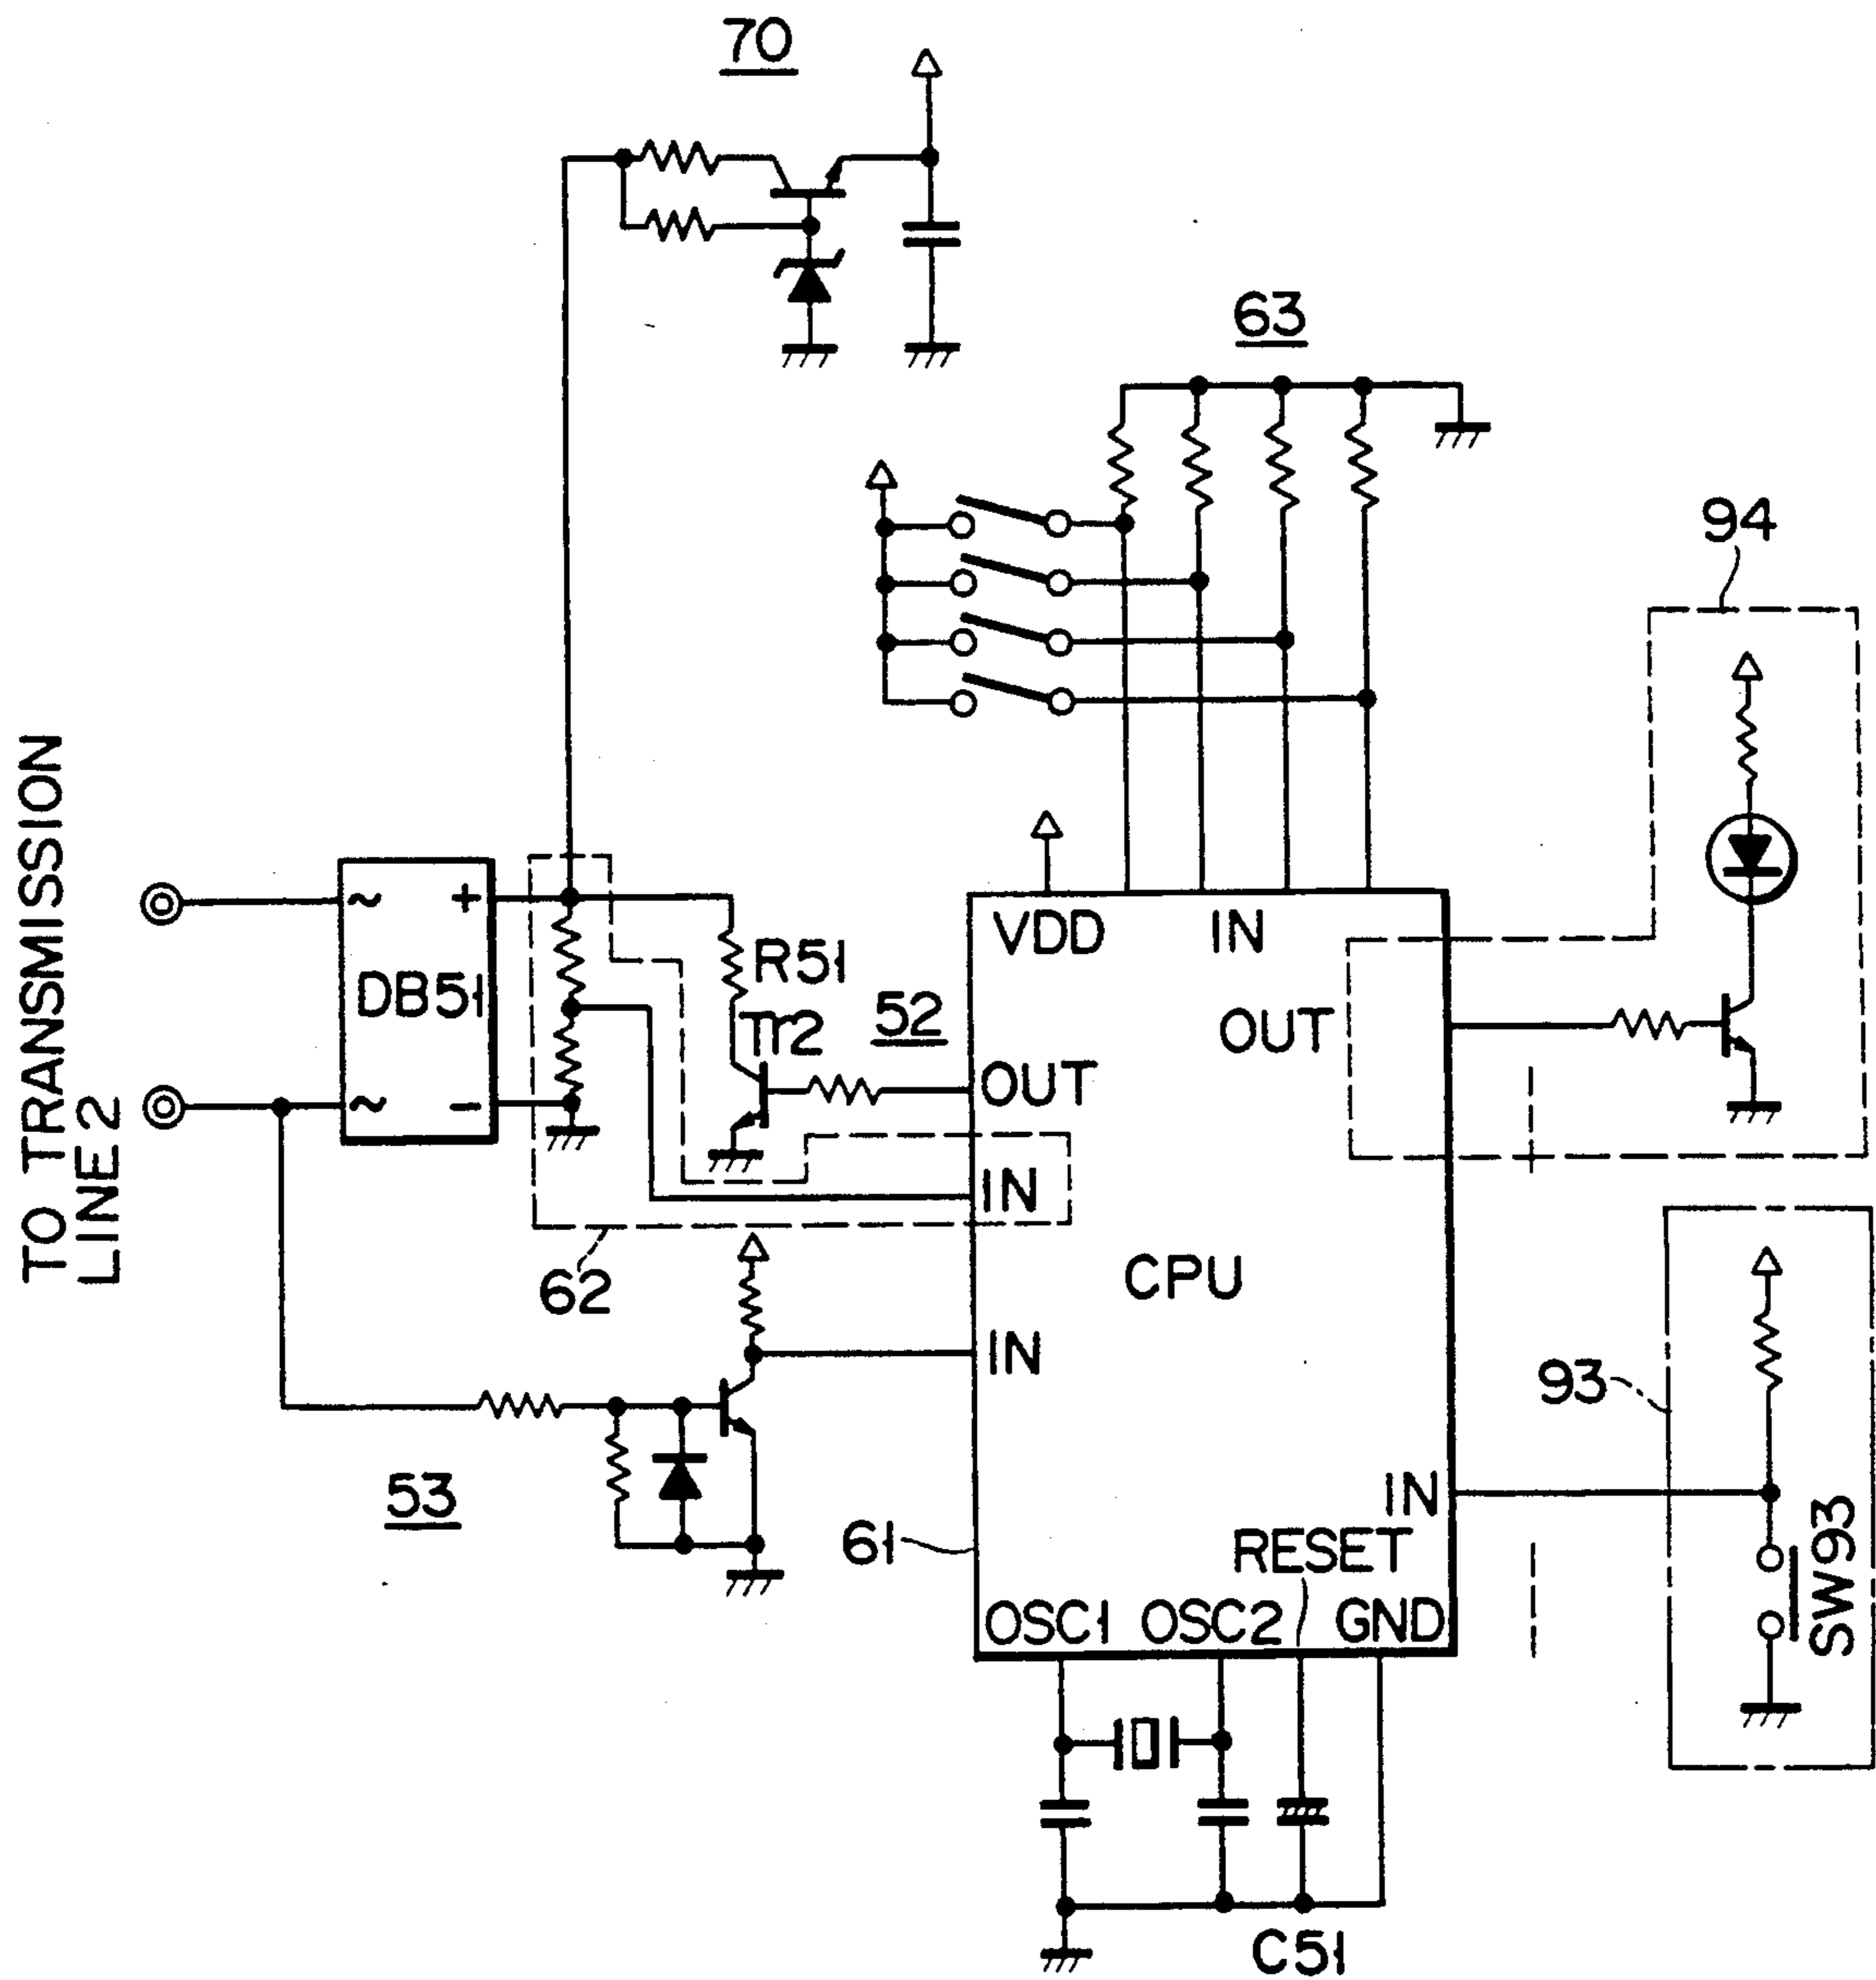 70
63
94
TO TRANSMISSION
LINE 2
~
+
DB51
~
-
R51
Tr2
52
VDD
IN
OUT
OUT
IN
62
CPU
IN
93
53
61
IN
RESET
OSC1
OSC2
GND
SW93
C51